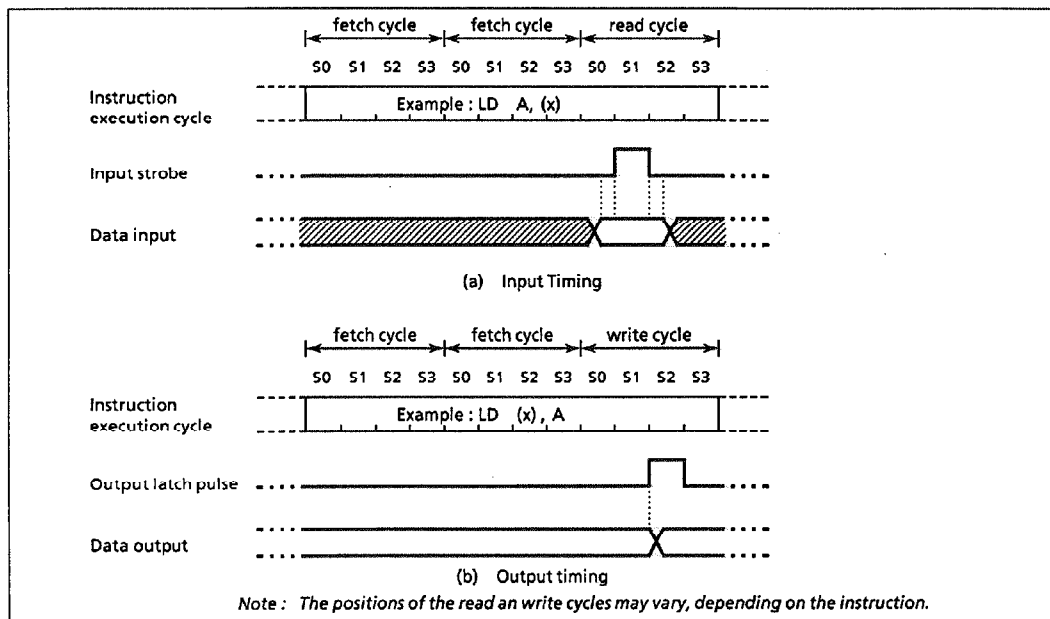 fetch cycle fetch cycle read cycle
S0 S1 S2 S3 S0 S1 S2 S3 S0 S1 S2 S3
Instruction
execution cycle
Example : LD A, (x)
Input strobe
Data input
(a) Input Timing
fetch cycle fetch cycle write cycle
S0 S1 S2 S3 S0 S1 S2 S3 S0 S1 S2 S3
Instruction
execution cycle
Example : LD (x) , A
Output latch pulse
Data output
(b) Output timing
Note : The positions of the read an write cycles may vary, depending on the instruction.